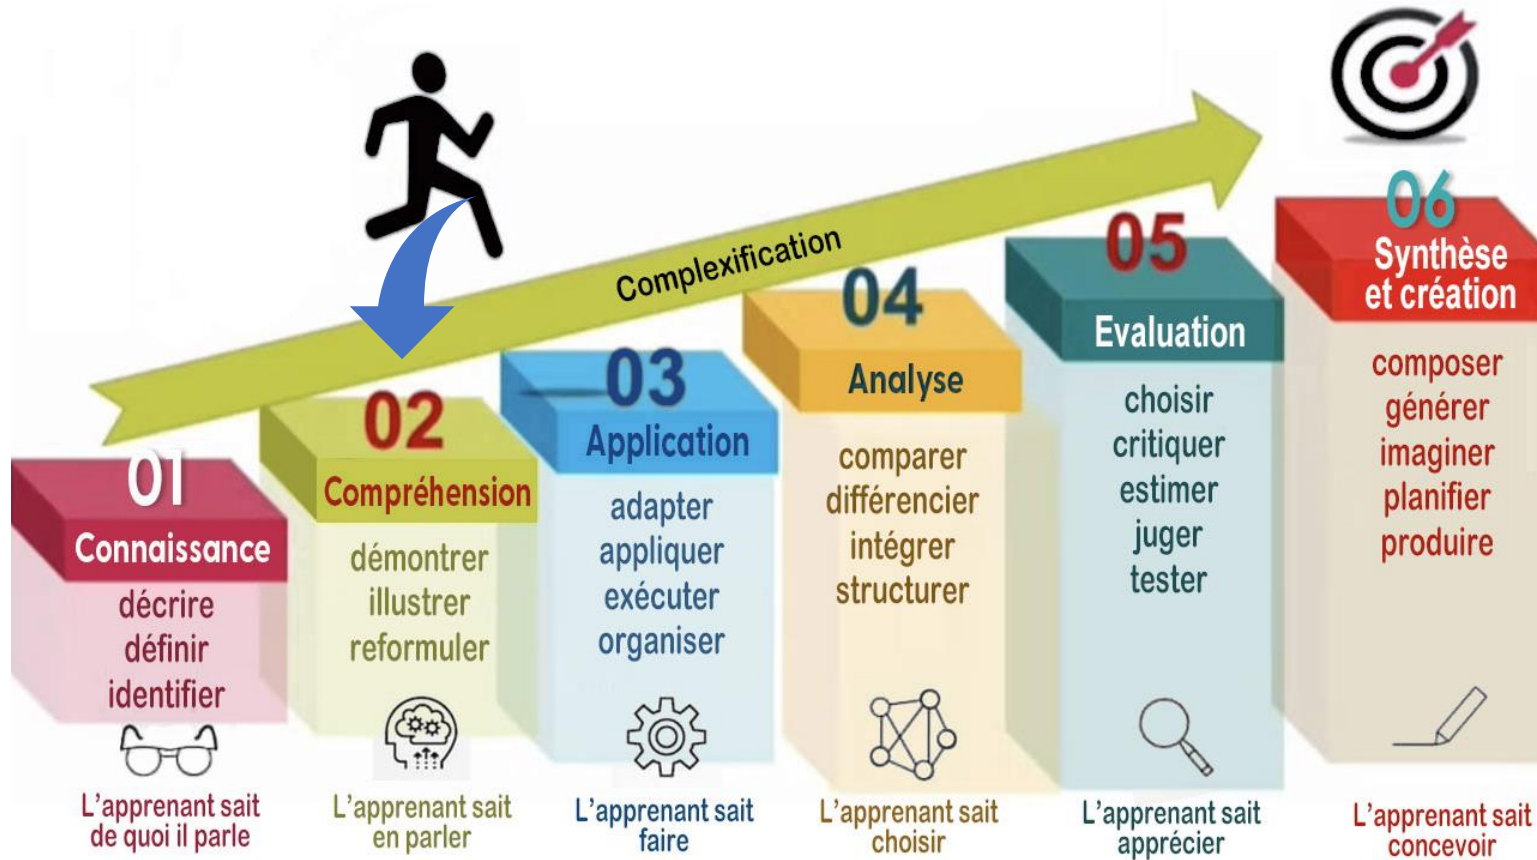 Complexification
01
Connaissance
décrire
définir
identifier
L'apprenant sait
de quoi il parle
02
Compréhension
démontrer
illustrer
reformuler
L'apprenant sait
en parler
03
Application
adapter
appliquer
exécuter
organiser
L'apprenant sait
faire
04
Analyse
comparer
différencier
intégrer
structurer
L'apprenant sait
choisir
05
Evaluation
choisir
critiquer
estimer
juger
tester
L'apprenant sait
apprécier
06
Synthèse
et création
composer
générer
imaginer
planifier
produire
L'apprenant sait
concevoir